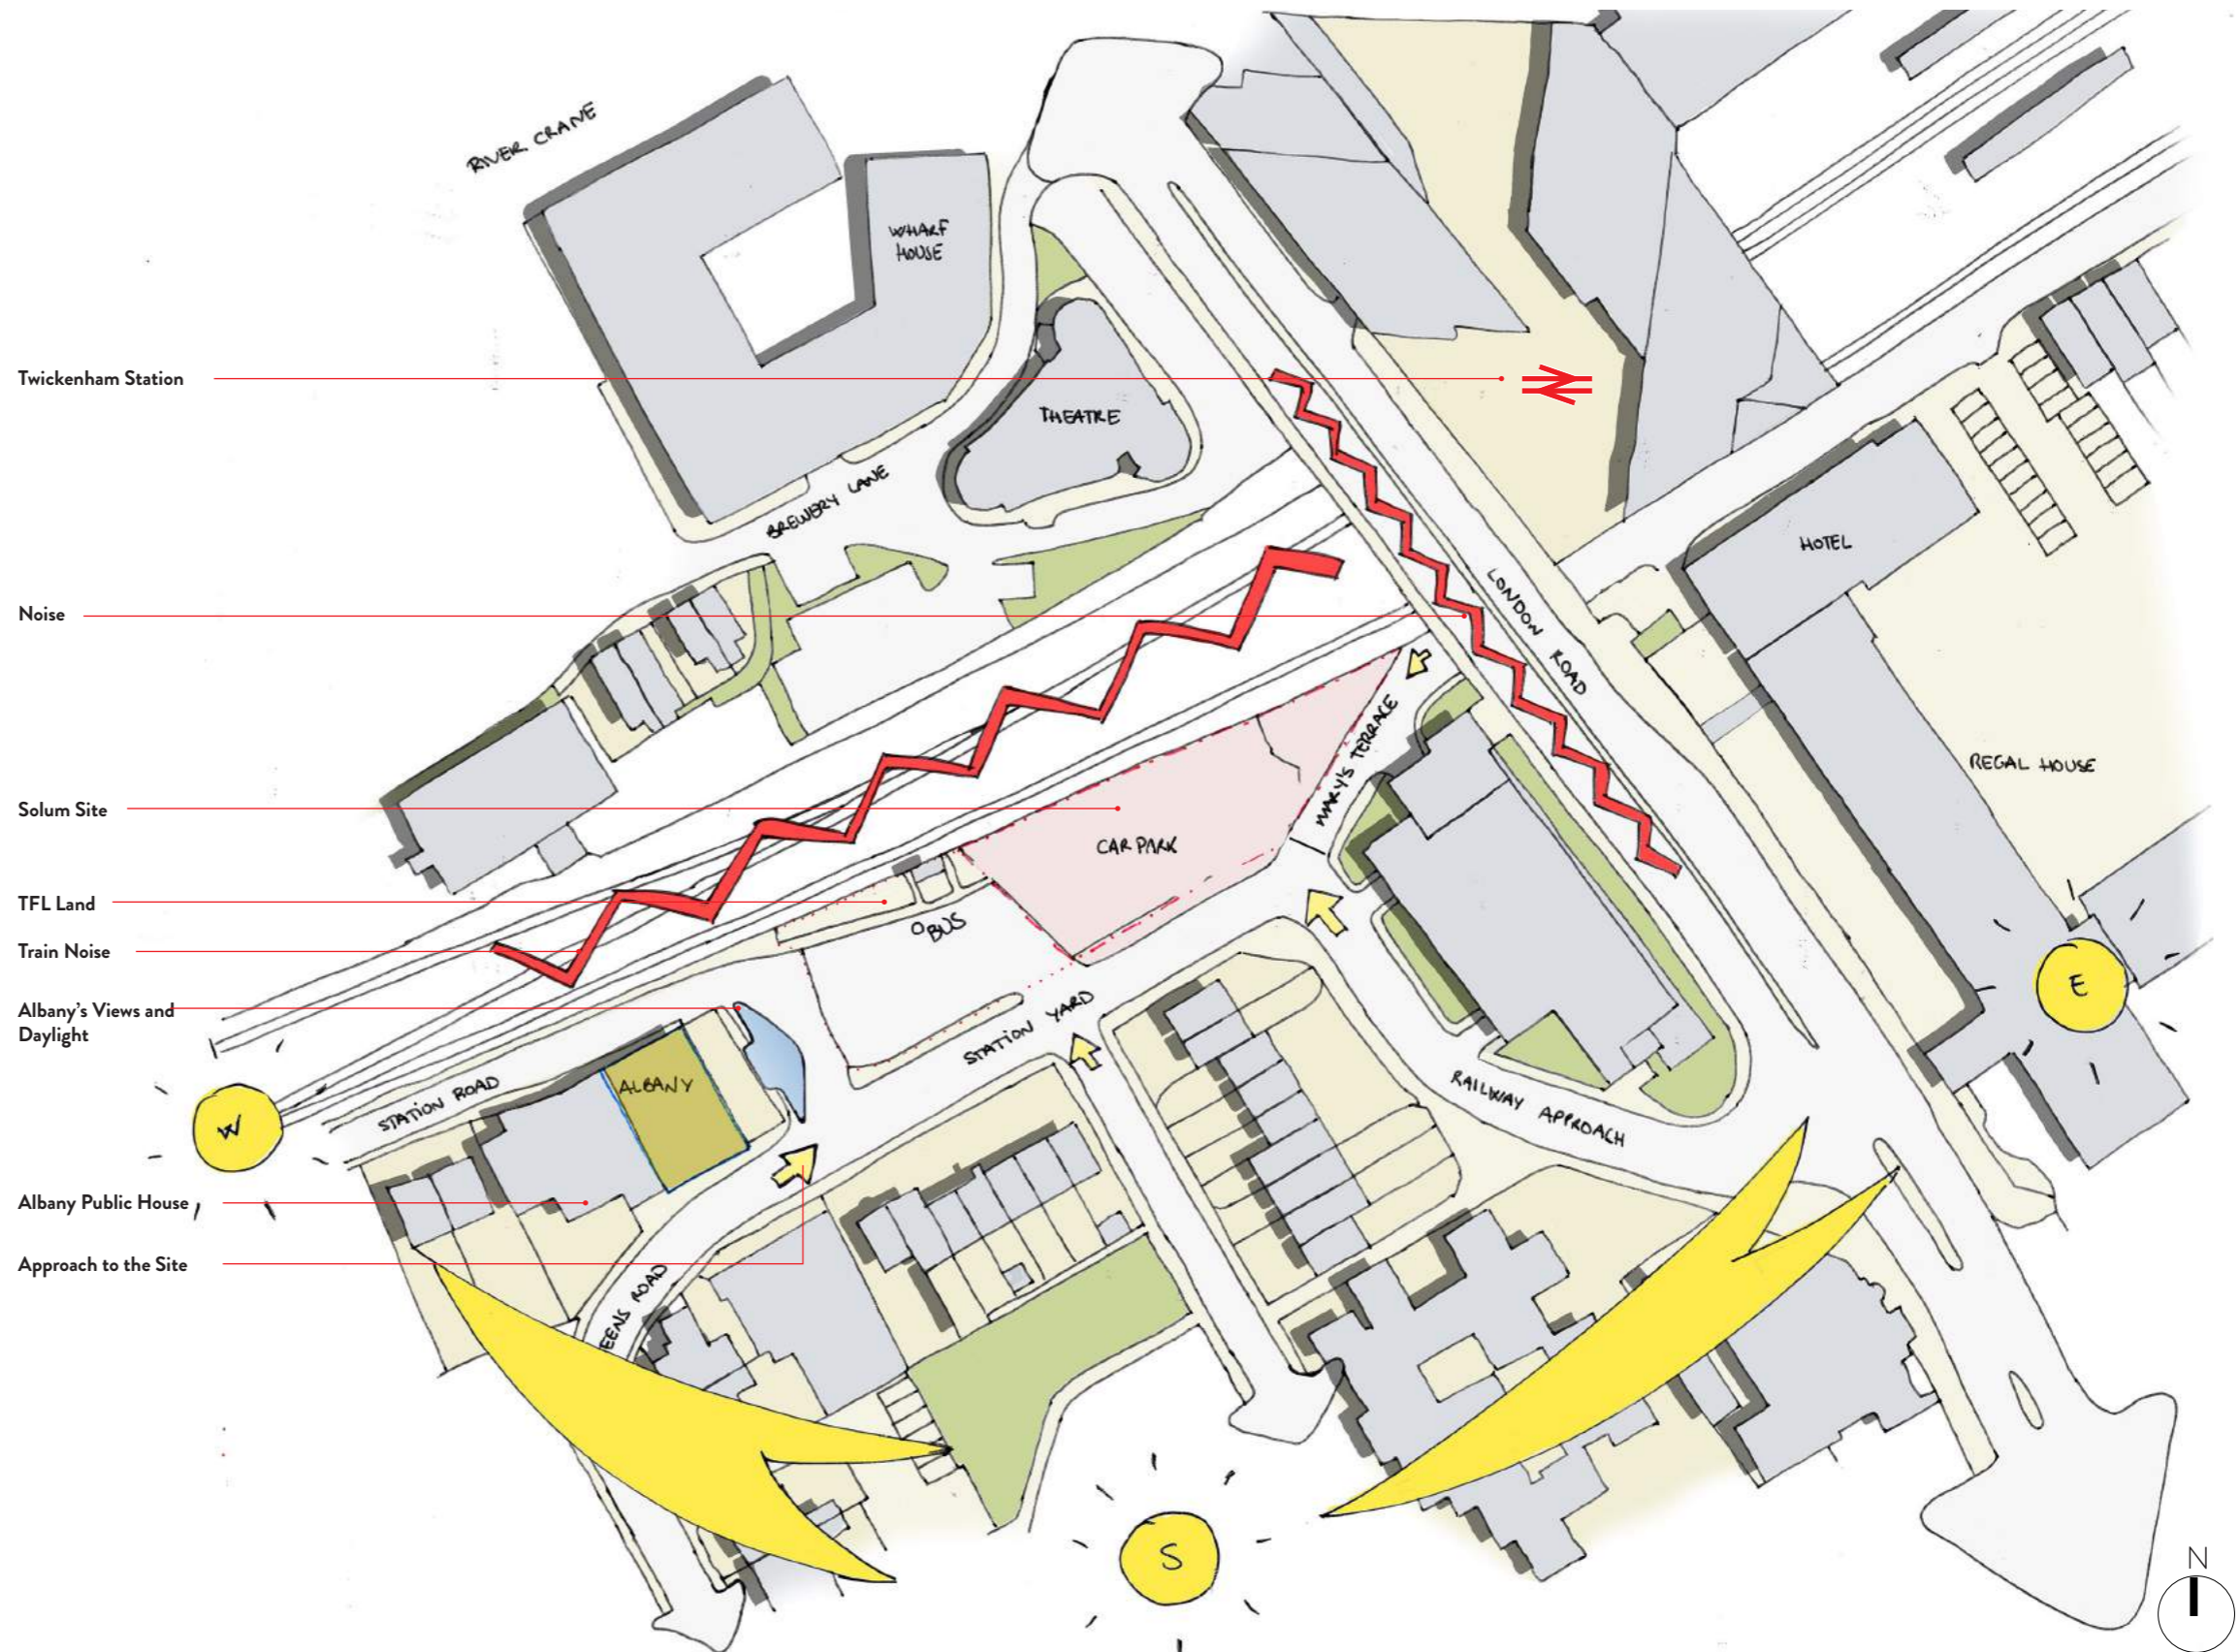 RIVER CRANE
WHARF
HOUSE
Twickenham Station
THEATRE
BREWERY LANE
HOTEL
Noise
LONDON ROAD
MARY'S TERRACE
REGAL HOUSE
Solum Site
CAR PARK
TFL Land
BUS
Train Noise
E
Albany's Views and
Daylight
STATION YARD
STATION ROAD
ALBANY
W
RAILWAY APPROACH
Albany Public House
Approach to the Site
EENS ROAD
S
N